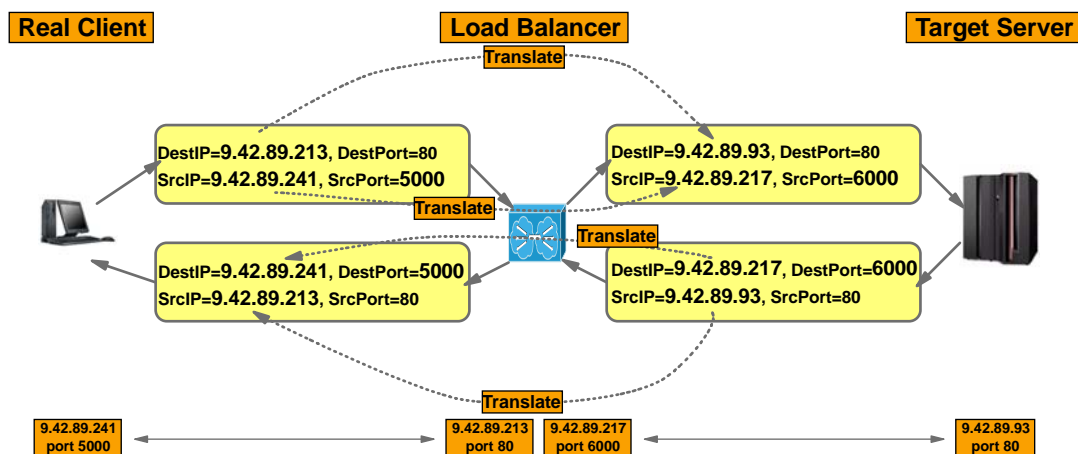 Real Client
Load Balancer
Target Server
Translate
DestIP=9.42.89.213, DestPort=80
SrcIP=9.42.89.241, SrcPort=5000
DestIP=9.42.89.93, DestPort=80
SrcIP=9.42.89.217, SrcPort=6000
Translate
Translate
DestIP=9.42.89.241, DestPort=5000
SrcIP=9.42.89.213, SrcPort=80
DestIP=9.42.89.217, DestPort=6000
SrcIP=9.42.89.93, SrcPort=80
Translate
9.42.89.241
port 5000
9.42.89.213
port 80
9.42.89.217
port 6000
9.42.89.93
port 80